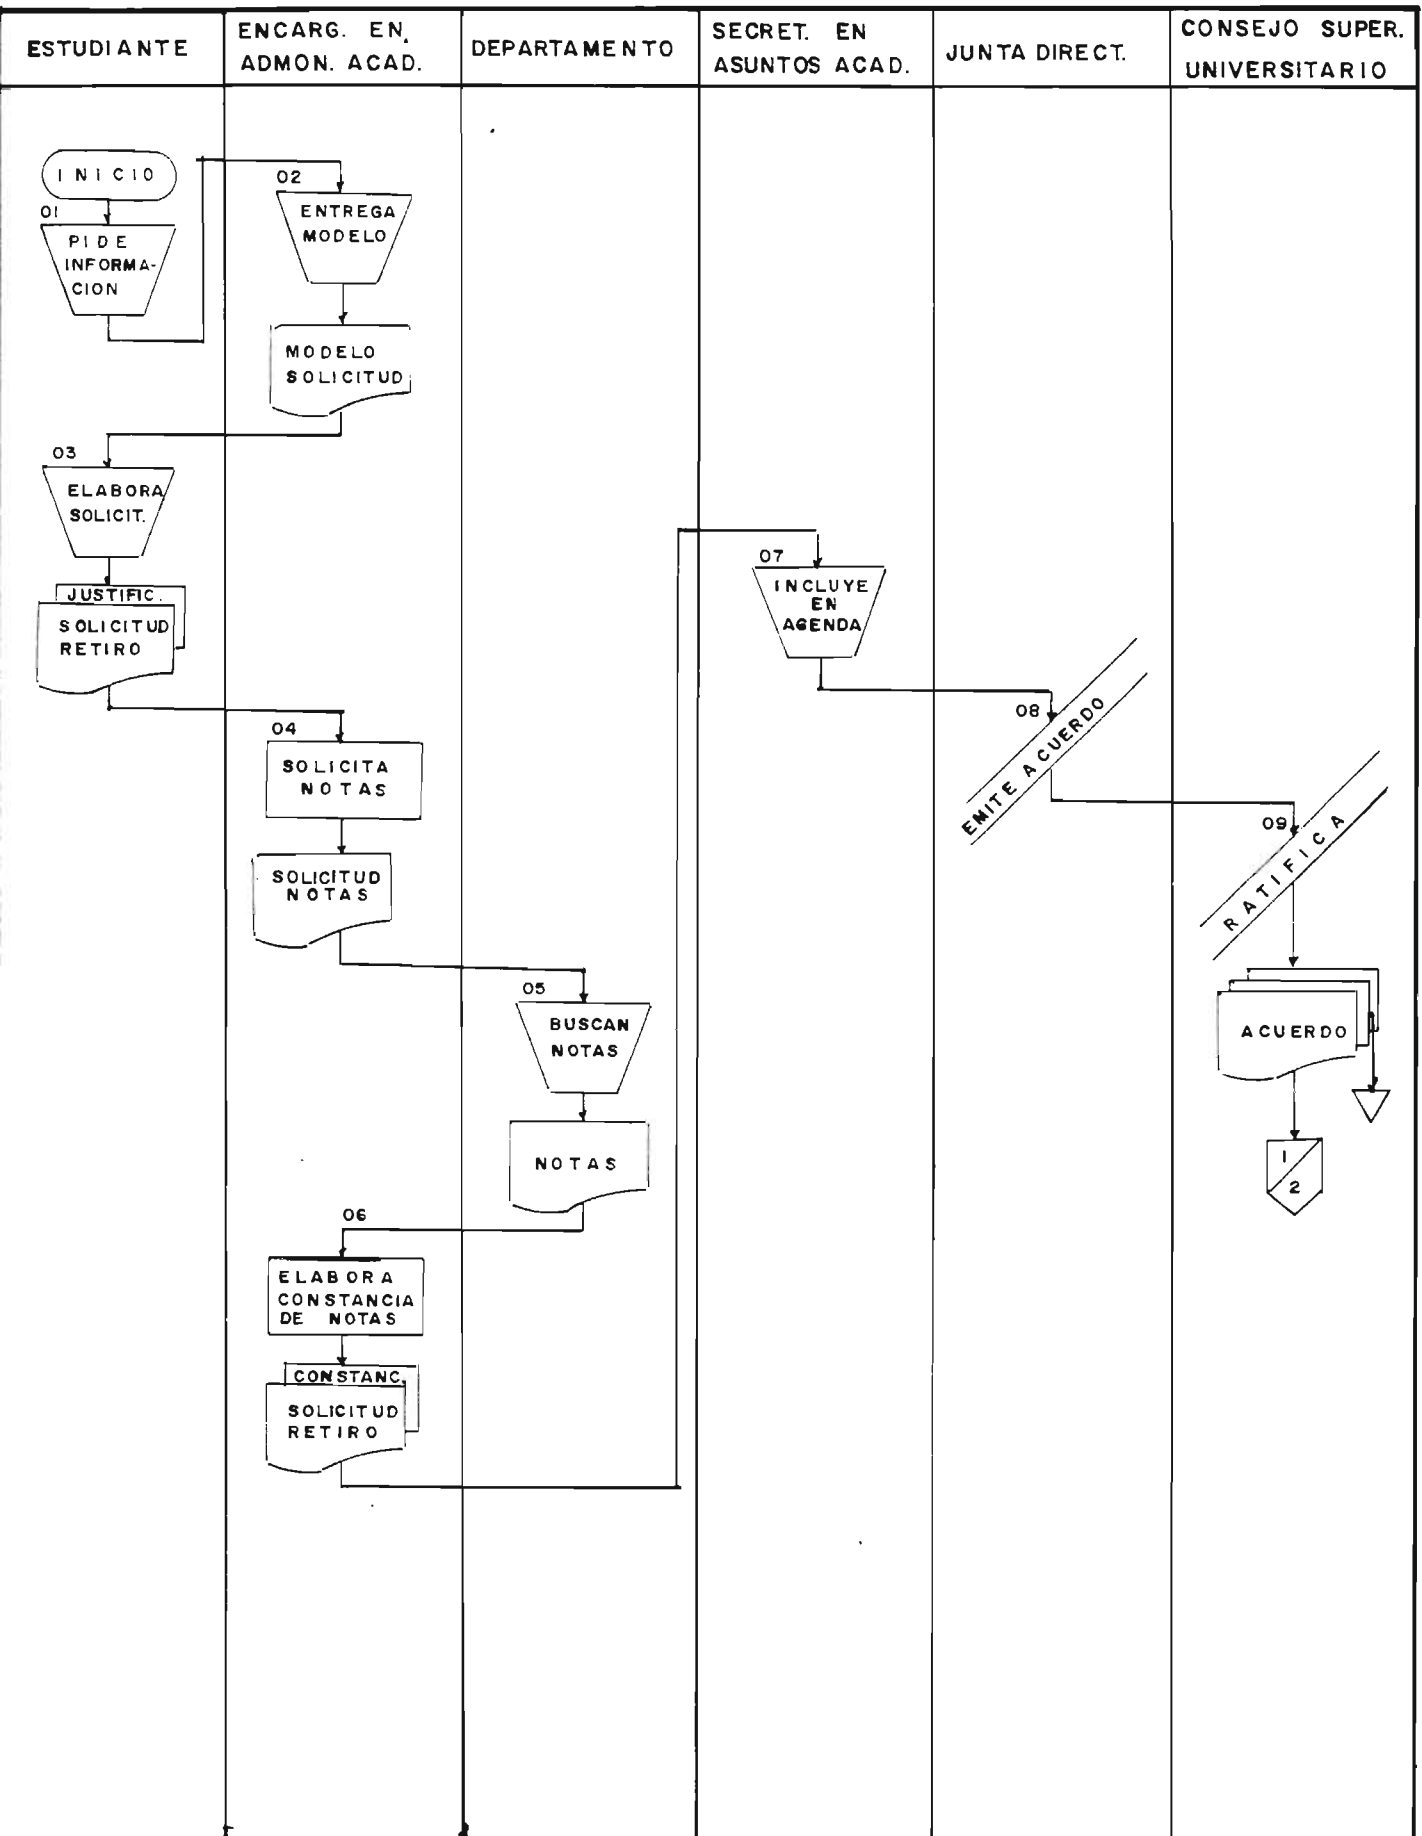 ESTUDIANTE
ENCARG. EN.
ADMON. ACAD.
DEPARTAMENTO
SECRET. EN
ASUNTOS ACAD.
JUNTA DIRECT.
CONSEJO SUPER.
UNIVERSITARIO
INICIO
01
PIDE
INFORMA-
CION
02
ENTREGA
MODELO
MODELO
SOLICITUD
03
ELABORA
SOLICIT.
JUSTIFIC.
SOLICITUD
RETIRO
04
SOLICITA
NOTAS
SOLICITUD
NOTAS
05
BUSCAN
NOTAS
NOTAS
06
ELABORA
CONSTANCIA
DE NOTAS
CONSTANC.
SOLICITUD
RETIRO
07
INCLUYE
EN
AGENDA
08
EMITE ACUERDO
09
RATIFICA
ACUERDO
1
2